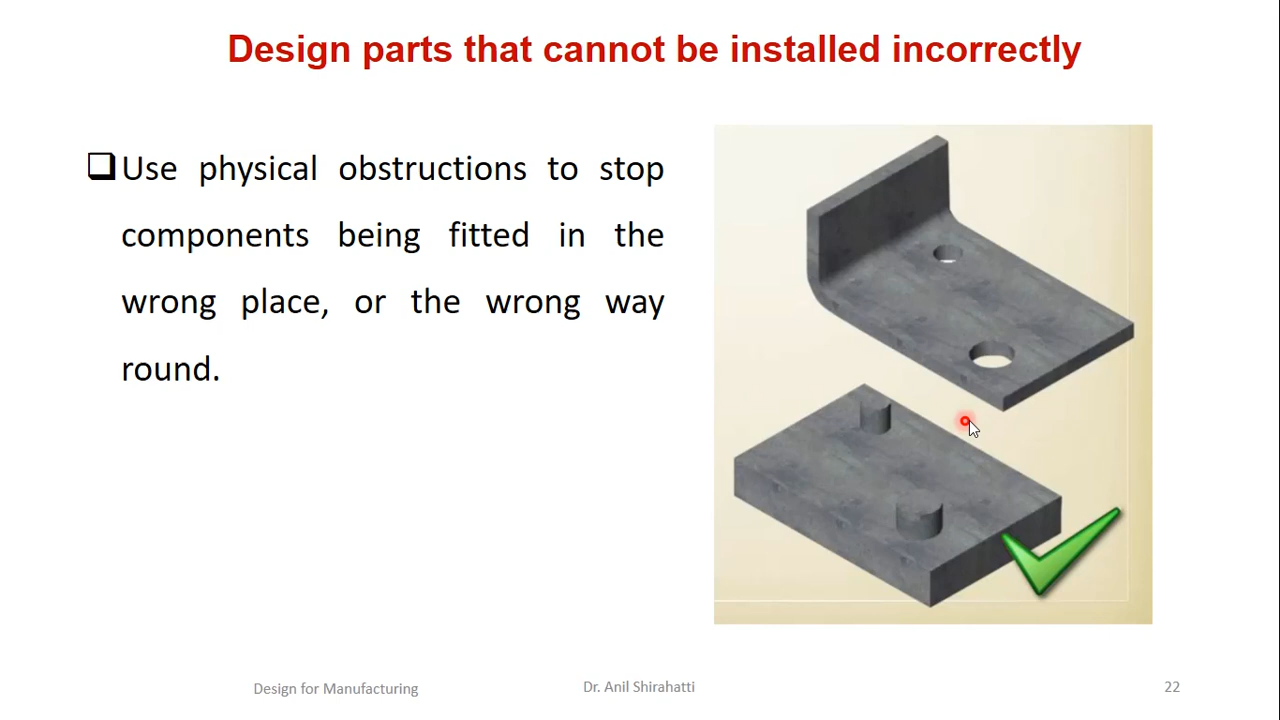 Design parts that cannot be installed incorrectly
Use physical obstructions to stop
components being fitted in the
wrong place, or the wrong way
round.
Design for Manufacturing
Dr. Anil Shirahatti
22